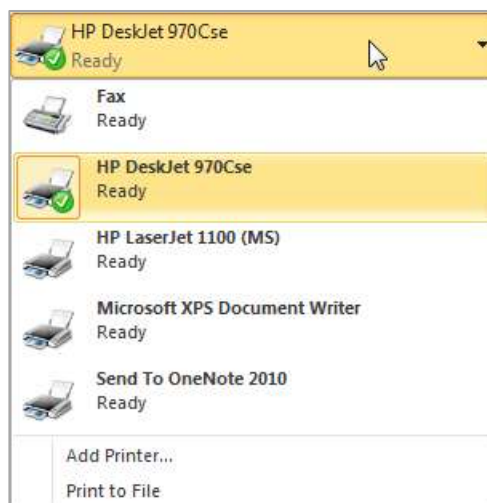 HP DeskJet 970Cse
Ready
Fax
Ready
HP DeskJet 970Cse
Ready
HP LaserJet 1100 (MS)
Ready
Microsoft XPS Document Writer
Ready
Send To OneNote 2010
Ready
Add Printer...
Print to File